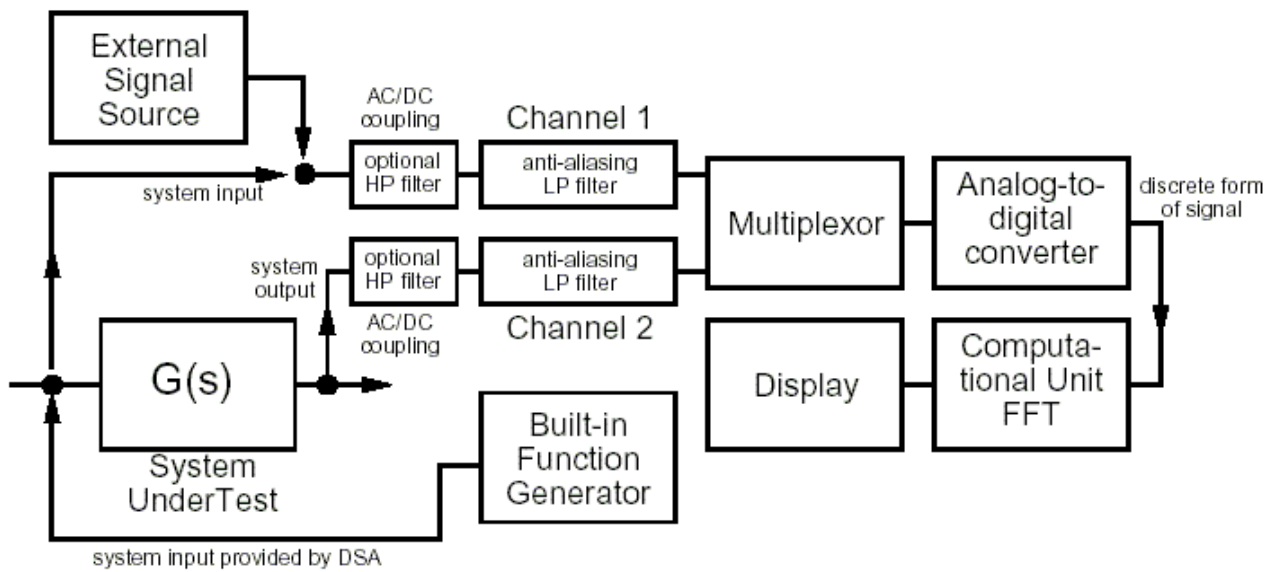 External
Signal
Source
AC/DC
coupling
Channel 1
optional
HP filter
anti-aliasing
LP filter
system input
Multiplexor
Analog-to-
digital
converter
discrete form
of signal
system
output
optional
HP filter
anti-aliasing
LP filter
AC/DC
coupling
Channel 2
G(s)
System
UnderTest
Built-in
Function
Generator
Display
Computa-
tional Unit
FFT
system input provided by DSA